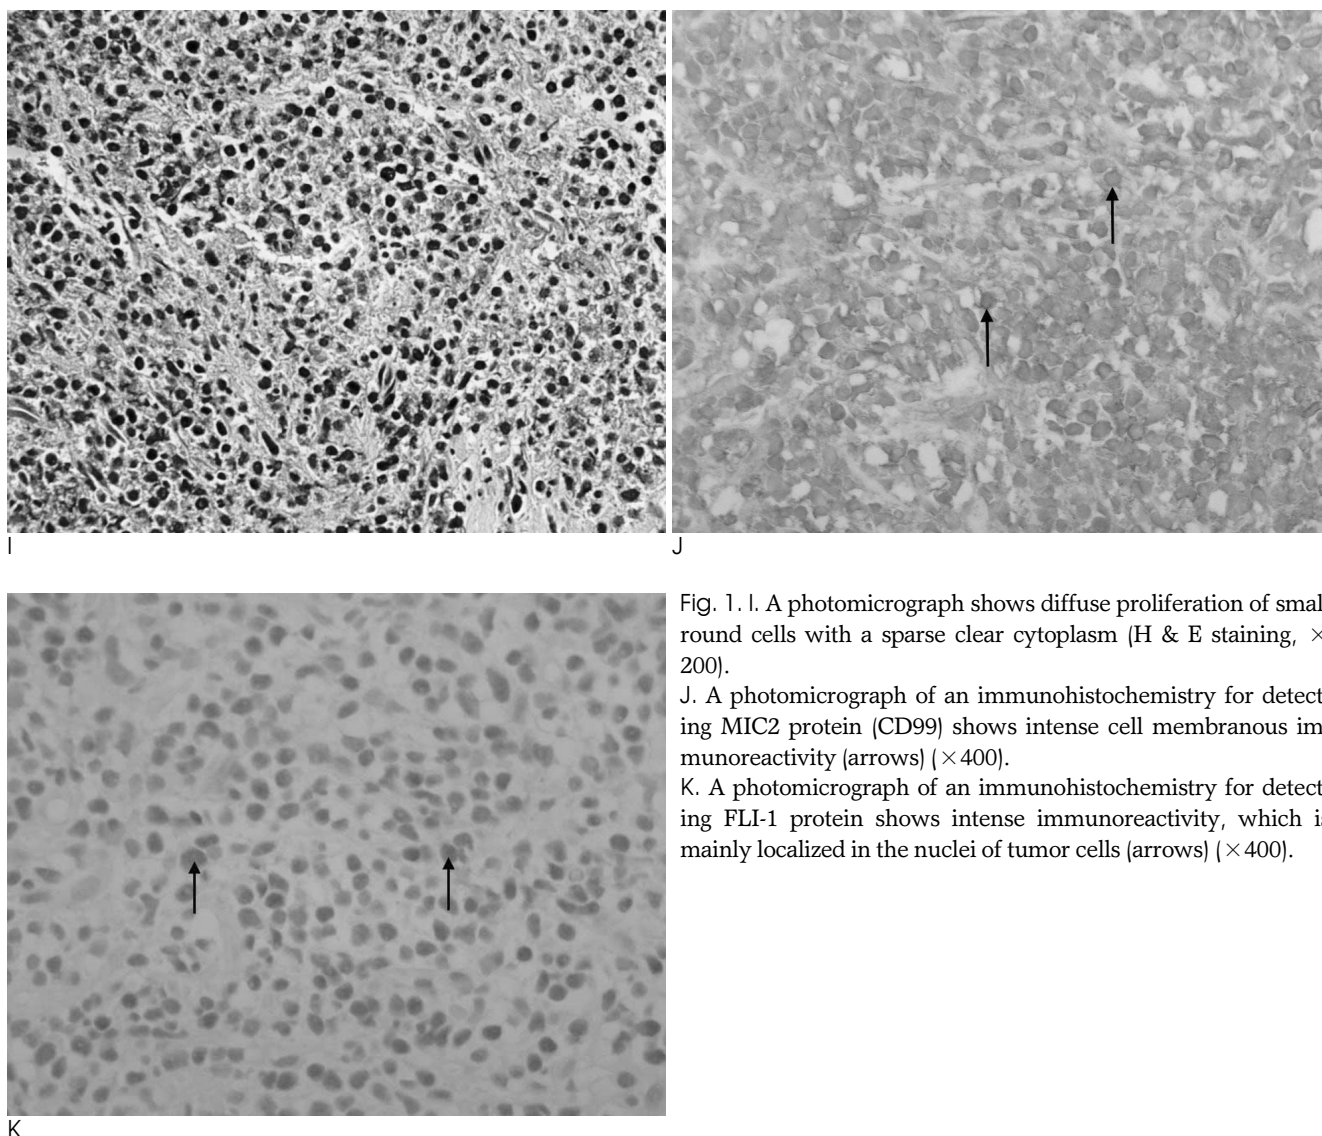 I
J
K
Fig. 1. I. A photomicrograph shows diffuse proliferation of smal
round cells with a sparse clear cytoplasm (H & E staining, ×
200).
J. A photomicrograph of an immunohistochemistry for detect
ing MIC2 protein (CD99) shows intense cell membranous im
munoreactivity (arrows) (×400).
K. A photomicrograph of an immunohistochemistry for detect
ing FLI-1 protein shows intense immunoreactivity, which is
mainly localized in the nuclei of tumor cells (arrows) (×400).